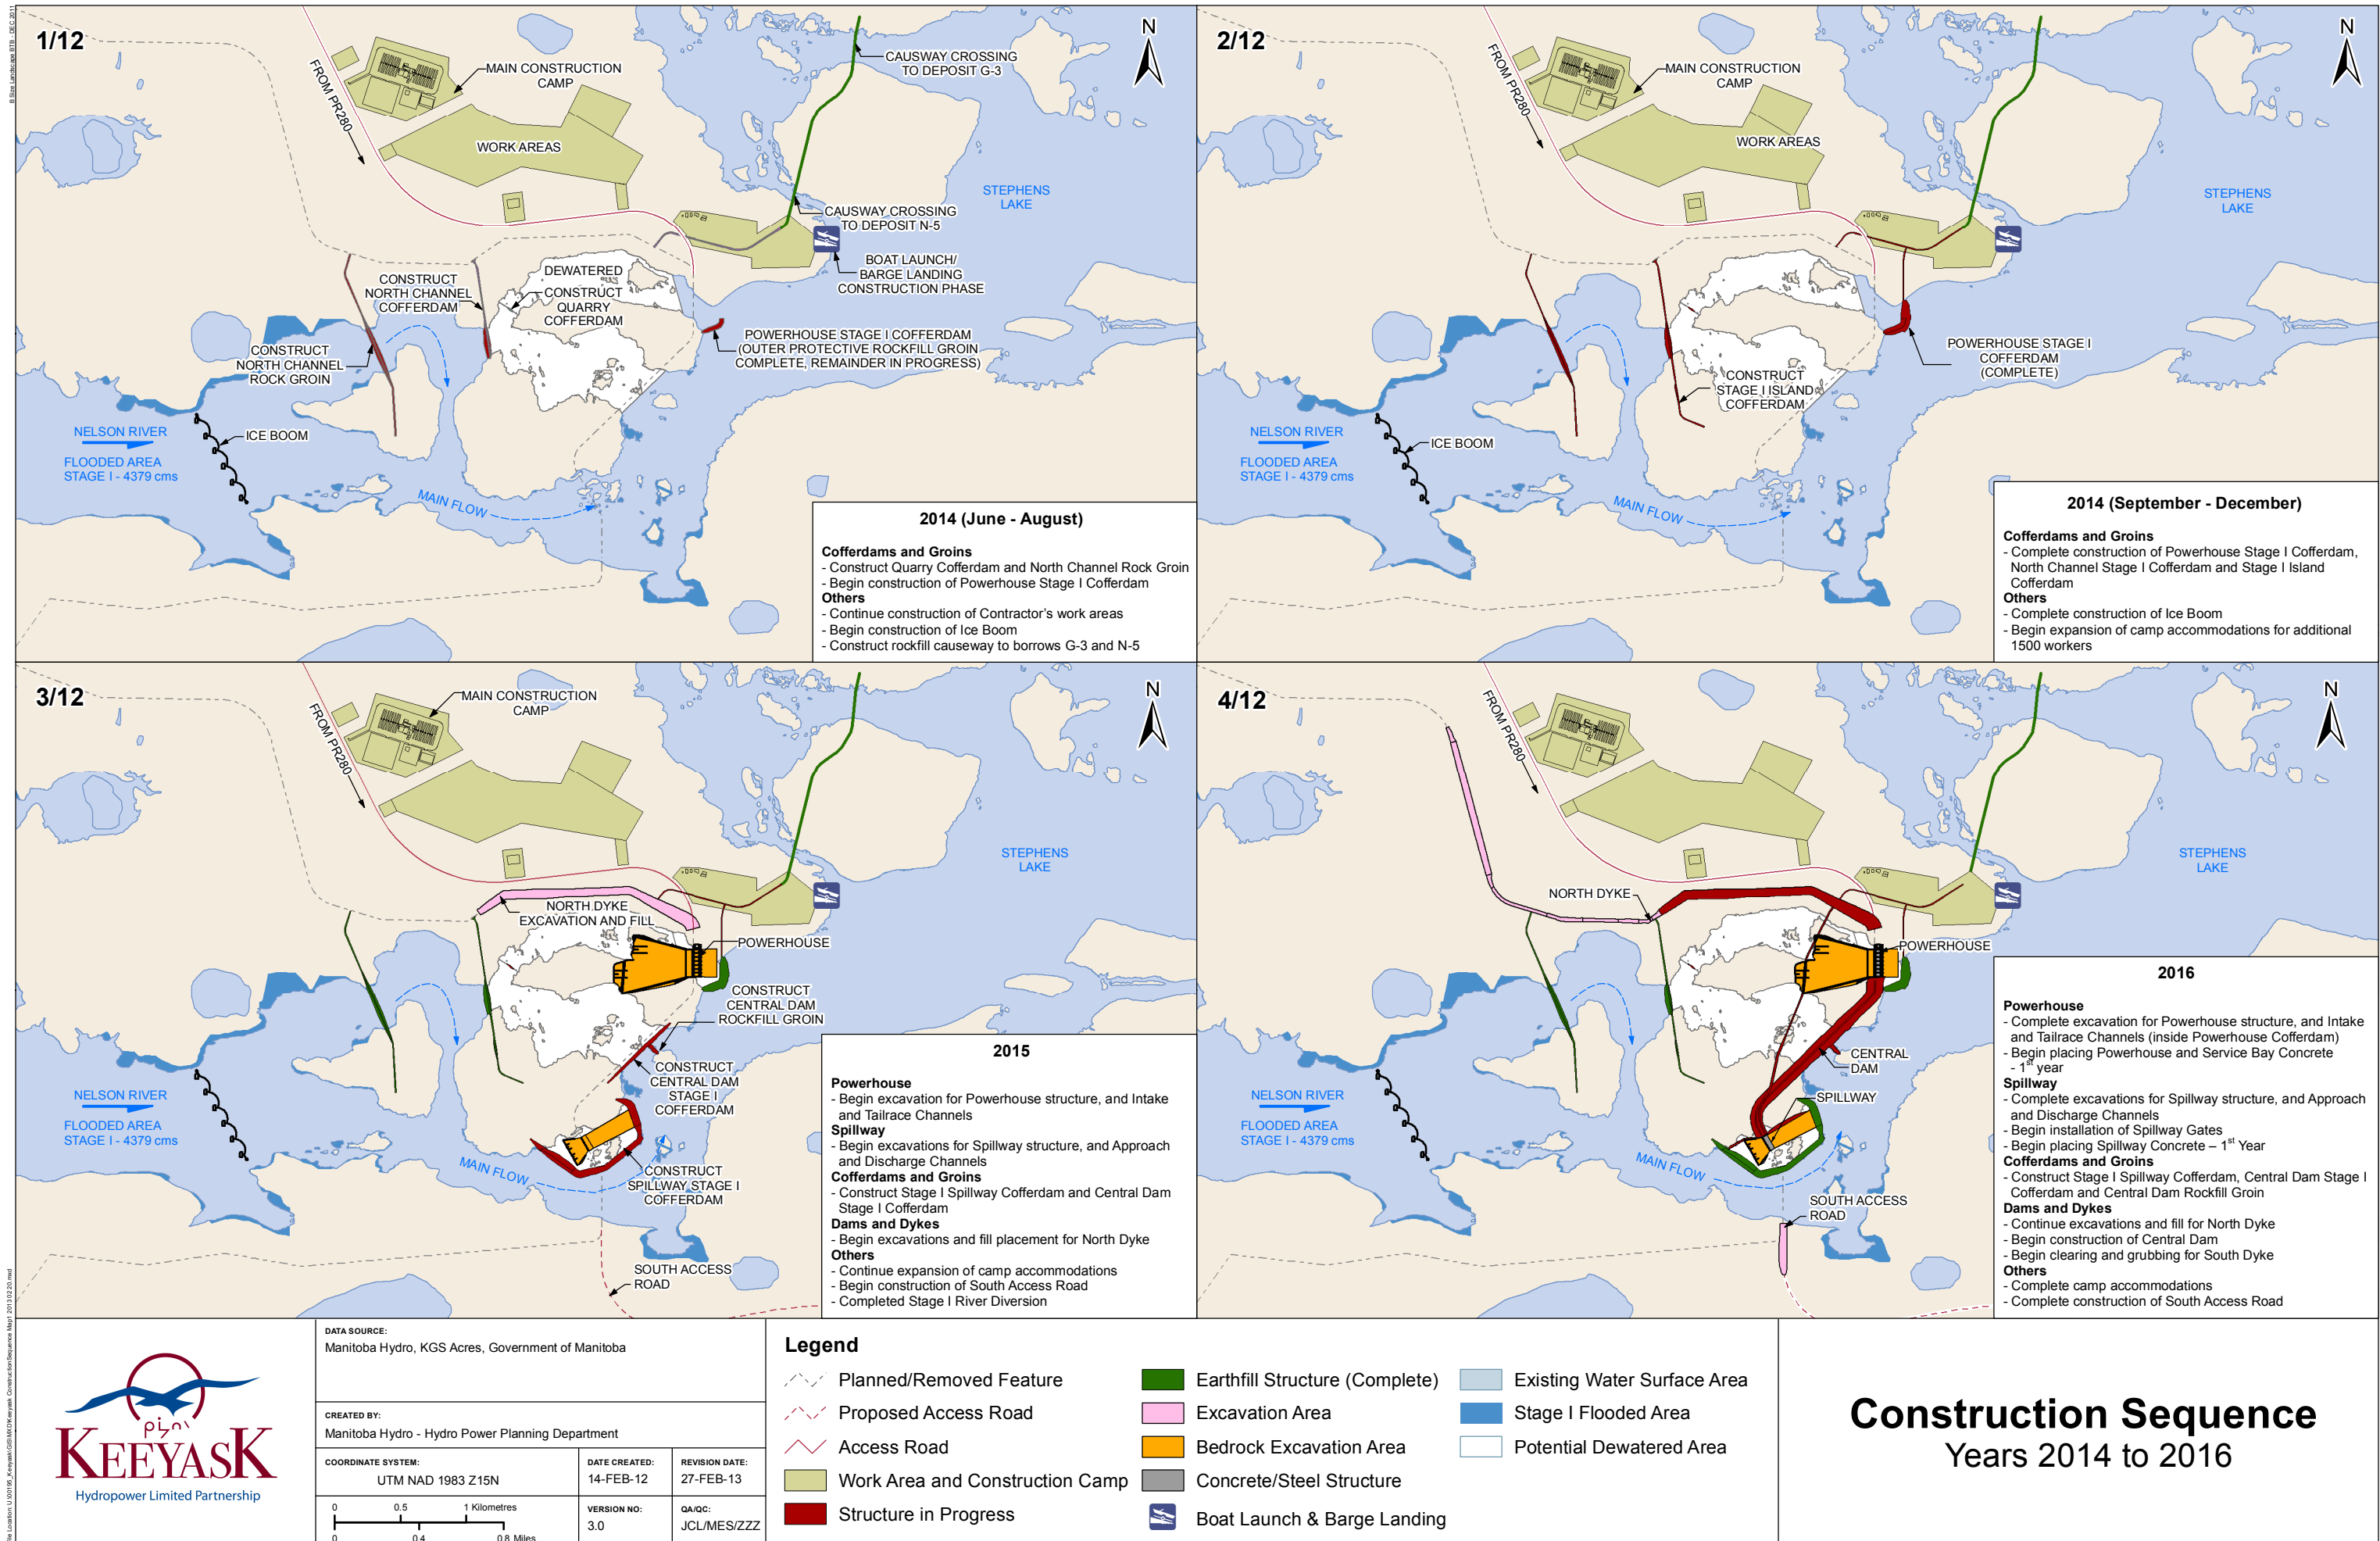 B Size Landscape BTB - DEC 2011
1/12
FROM PR280
MAIN CONSTRUCTION
CAMP
WORK AREAS
CAUSWAY CROSSING
TO DEPOSIT G-3
N
STEPHENS
LAKE
CAUSWAY CROSSING
TO DEPOSIT N-5
BOAT LAUNCH/
BARGE LANDING
CONSTRUCTION PHASE
DEWATERED
CONSTRUCT
QUARRY
COFFERDAM
CONSTRUCT
NORTH CHANNEL
COFFERDAM
CONSTRUCT
NORTH CHANNEL
ROCK GROIN
POWERHOUSE STAGE I COFFERDAM
(OUTER PROTECTIVE ROCKFILL GROIN
COMPLETE, REMAINDER IN PROGRESS)
NELSON RIVER
FLOODED AREA
STAGE I - 4379 cms
ICE BOOM
MAIN FLOW
2014 (June - August)
Cofferdams and Groins
- Construct Quarry Cofferdam and North Channel Rock Groin
- Begin construction of Powerhouse Stage I Cofferdam
Others
- Continue construction of Contractor's work areas
- Begin construction of Ice Boom
- Construct rockfill causeway to borrows G-3 and N-5
2/12
FROM PR280
MAIN CONSTRUCTION
CAMP
WORK AREAS
N
STEPHENS
LAKE
POWERHOUSE STAGE I
COFFERDAM
(COMPLETE)
CONSTRUCT
STAGE I ISLAND
COFFERDAM
NELSON RIVER
FLOODED AREA
STAGE I - 4379 cms
ICE BOOM
MAIN FLOW
2014 (September - December)
Cofferdams and Groins
- Complete construction of Powerhouse Stage I Cofferdam,
North Channel Stage I Cofferdam and Stage I Island
Cofferdam
Others
- Complete construction of Ice Boom
- Begin expansion of camp accommodations for additional
1500 workers
3/12
FROM PR280
MAIN CONSTRUCTION
CAMP
N
STEPHENS
LAKE
NORTH DYKE
EXCAVATION AND FILL
POWERHOUSE
CONSTRUCT
CENTRAL DAM
ROCKFILL GROIN
CONSTRUCT
CENTRAL DAM
STAGE I
COFFERDAM
CONSTRUCT
SPILLWAY STAGE I
COFFERDAM
NELSON RIVER
FLOODED AREA
STAGE I - 4379 cms
MAIN FLOW
SOUTH ACCESS
ROAD
2015
Powerhouse
- Begin excavation for Powerhouse structure, and Intake
and Tailrace Channels
Spillway
- Begin excavations for Spillway structure, and Approach
and Discharge Channels
Cofferdams and Groins
- Construct Stage I Spillway Cofferdam and Central Dam
Stage I Cofferdam
Dams and Dykes
- Begin excavations and fill placement for North Dyke
Others
- Continue expansion of camp accommodations
- Begin construction of South Access Road
- Completed Stage I River Diversion
4/12
FROM PR280
N
STEPHENS
LAKE
NORTH DYKE
POWERHOUSE
CENTRAL
DAM
SPILLWAY
NELSON RIVER
FLOODED AREA
STAGE I - 4379 cms
MAIN FLOW
SOUTH ACCESS
ROAD
2016
Powerhouse
- Complete excavation for Powerhouse structure, and Intake
and Tailrace Channels (inside Powerhouse Cofferdam)
- Begin placing Powerhouse and Service Bay Concrete
- 1st year
Spillway
- Complete excavations for Spillway structure, and Approach
and Discharge Channels
- Begin installation of Spillway Gates
- Begin placing Spillway Concrete – 1st Year
Cofferdams and Groins
- Construct Stage I Spillway Cofferdam, Central Dam Stage I
Cofferdam and Central Dam Rockfill Groin
Dams and Dykes
- Continue excavations and fill for North Dyke
- Begin construction of Central Dam
- Begin clearing and grubbing for South Dyke
Others
- Complete camp accommodations
- Complete construction of South Access Road
KEEYASK
Hydropower Limited Partnership
DATA SOURCE:
Manitoba Hydro, KGS Acres, Government of Manitoba
CREATED BY:
Manitoba Hydro - Hydro Power Planning Department
COORDINATE SYSTEM:
UTM NAD 1983 Z15N
DATE CREATED:
14-FEB-12
REVISION DATE:
27-FEB-13
0 0.5 1 Kilometres
0 0.4 0.8 Miles
VERSION NO:
3.0
QA/QC:
JCL/MES/ZZZ
Legend
Planned/Removed Feature
Proposed Access Road
Access Road
Work Area and Construction Camp
Structure in Progress
Earthfill Structure (Complete)
Excavation Area
Bedrock Excavation Area
Concrete/Steel Structure
Boat Launch & Barge Landing
Existing Water Surface Area
Stage I Flooded Area
Potential Dewatered Area
Construction Sequence
Years 2014 to 2016